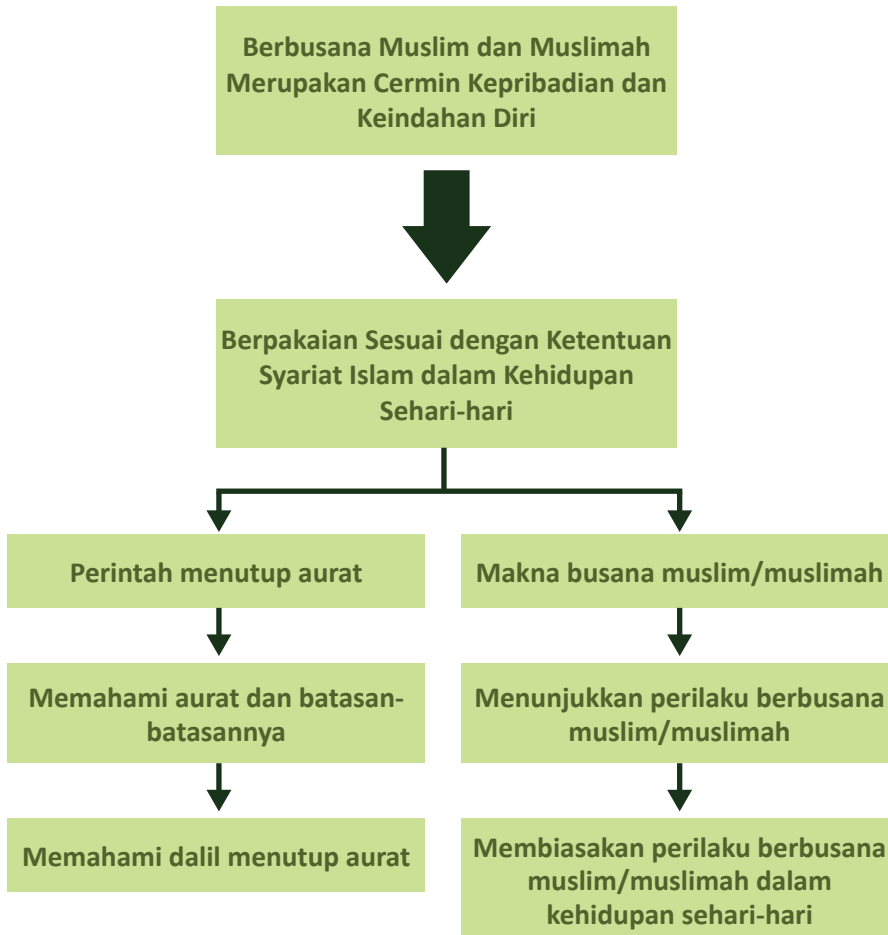 Berbusana Muslim dan Muslimah
Merupakan Cermin Kepribadian dan
Keindahan Diri
Berpakaian Sesuai dengan Ketentuan
Syariat Islam dalam Kehidupan
Sehari-hari
Perintah menutup aurat
Memahami aurat dan batasan-
batasannya
Memahami dalil menutup aurat
Makna busana muslim/muslimah
Menunjukkan perilaku berbusana
muslim/muslimah
Membiasakan perilaku berbusana
muslim/muslimah dalam
kehidupan sehari-hari